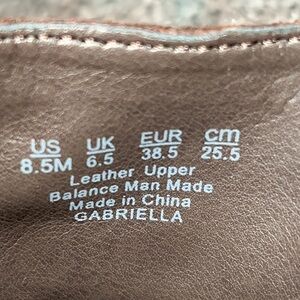 US UK EUR cm
8.5M 6.5 38.5 25.5
Leather Upper
Balance Man Made
Made in China
GABRIELLA